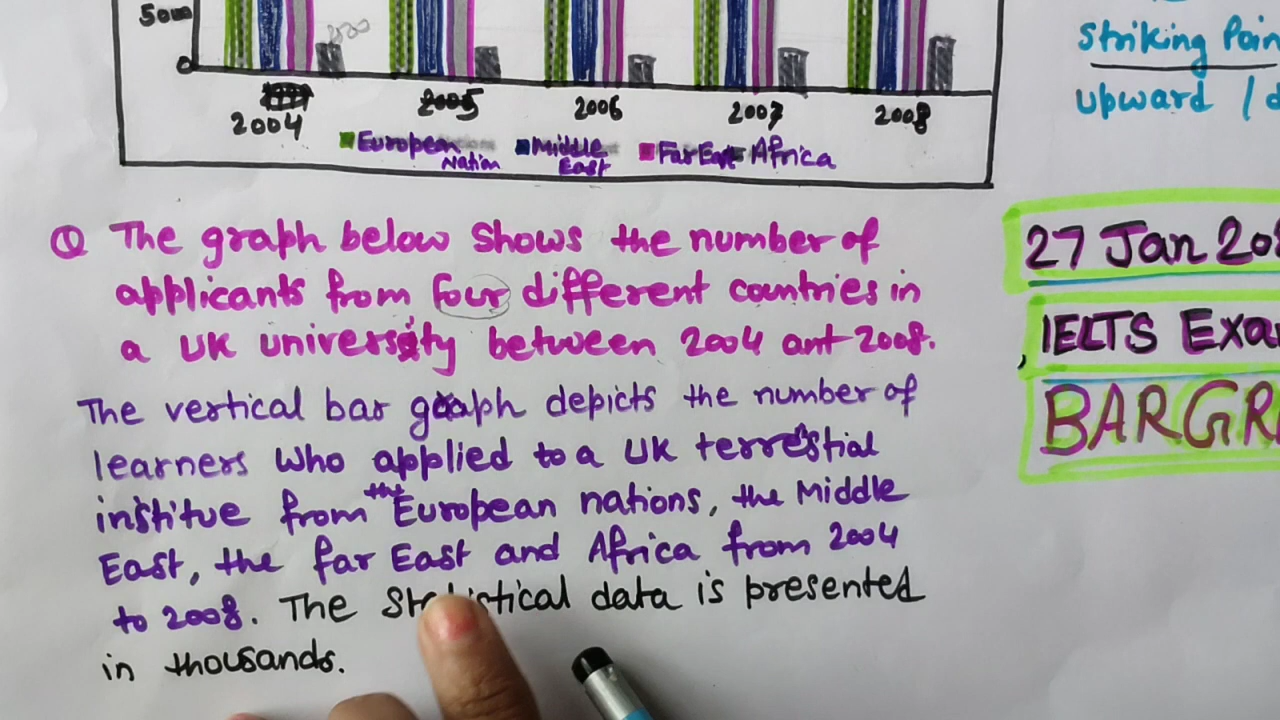 500
0
2004
2005
2006
2007
2008
European Nation
Middle East
Far East
Africa
Q The graph below shows the number of
applicants from four different countries in
a UK university between 2004 ant 2008.
The vertical bar graph depicts the number of
learners who applied to a UK terrestial
institue from the European nations, the Middle
East, the far East and Africa from 2004
to 2008. The Statistical data is presented
in thousands.
striking Poin
upward /
27 Jan 20
IELTS Exa
BARGR